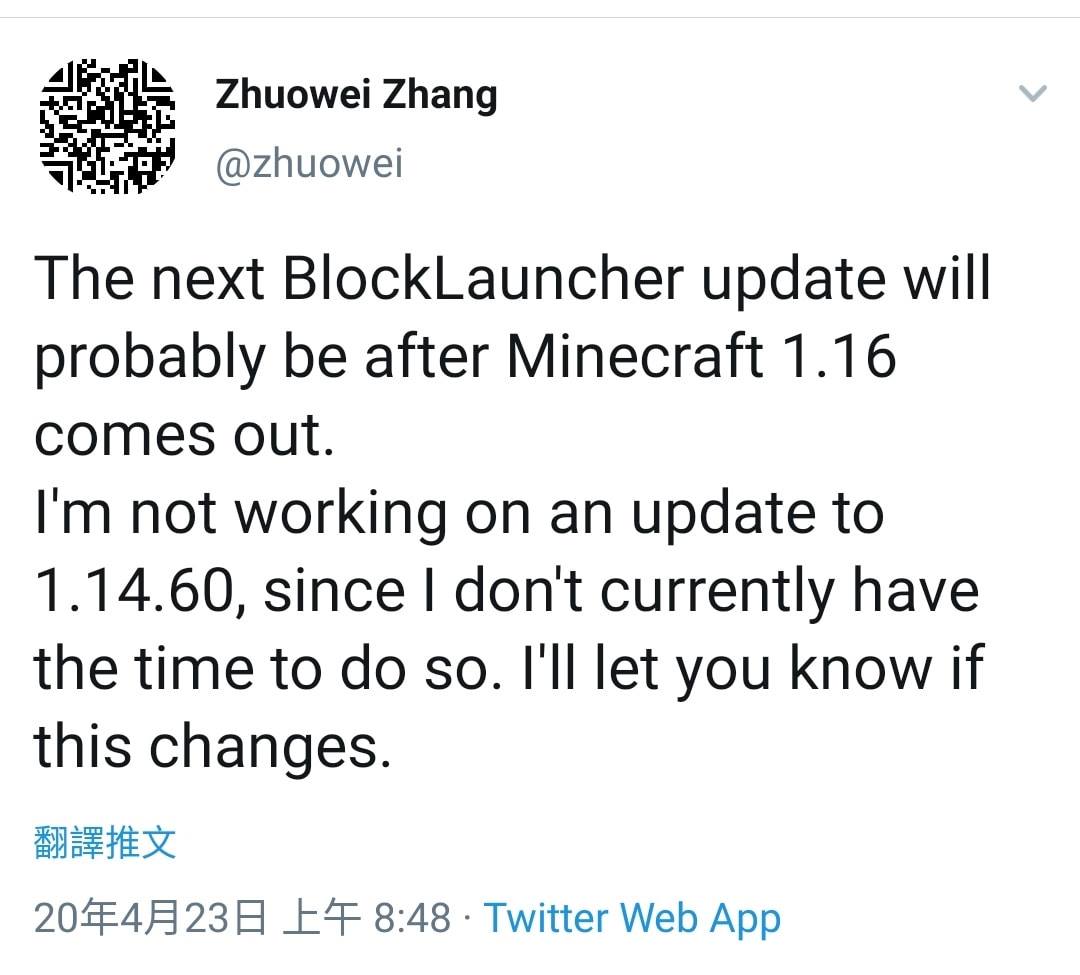 Zhuowei Zhang
@zhuowei
The next BlockLauncher update will
probably be after Minecraft 1.16
comes out.
I'm not working on an update to
1.14.60, since I don't currently have
the time to do so. I'll let you know if
this changes.
翻譯推文
20年4月23日 上午 8:48 · Twitter Web App